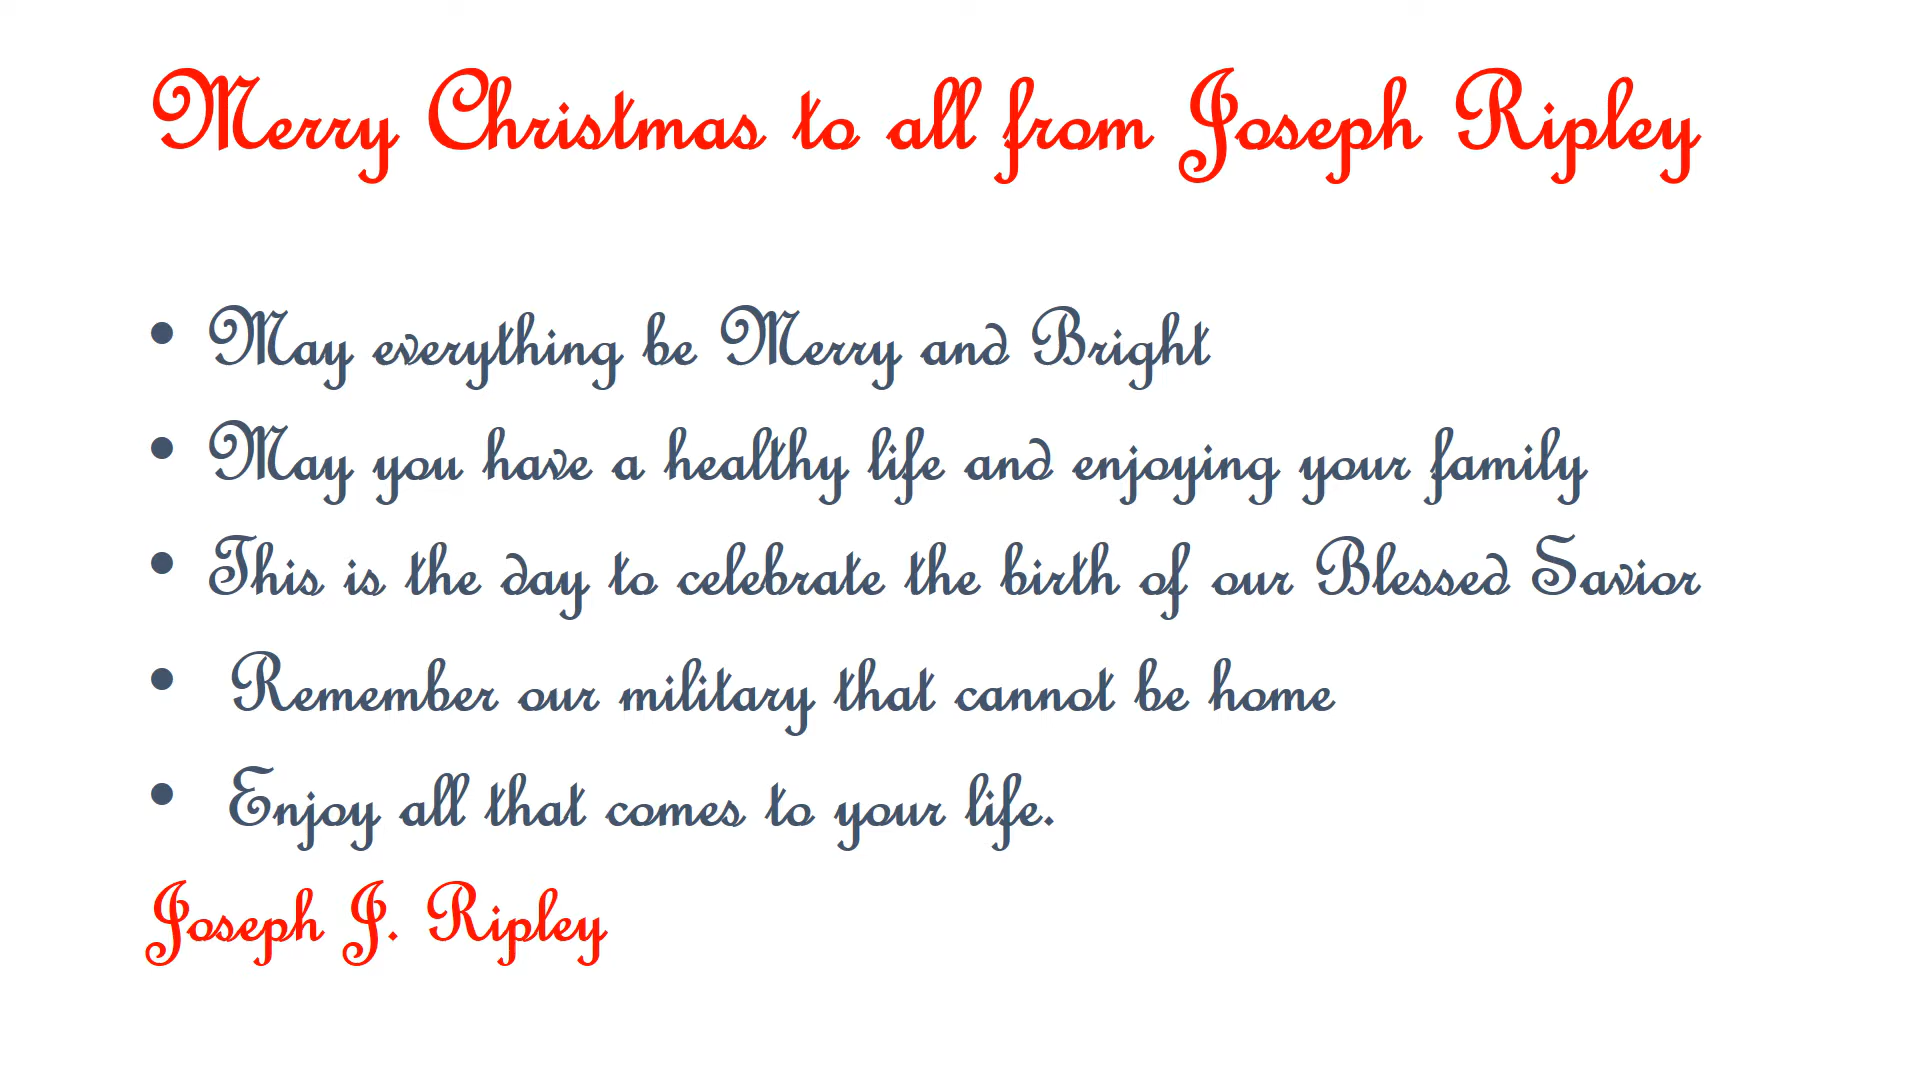 Merry Christmas to all from Joseph Ripley
• May everything be Merry and Bright
• May you have a healthy life and enjoying your family
• This is the day to celebrate the birth of our Blessed Savior
• Remember our military that cannot be home
• Enjoy all that comes to your life.
Joseph J. Ripley